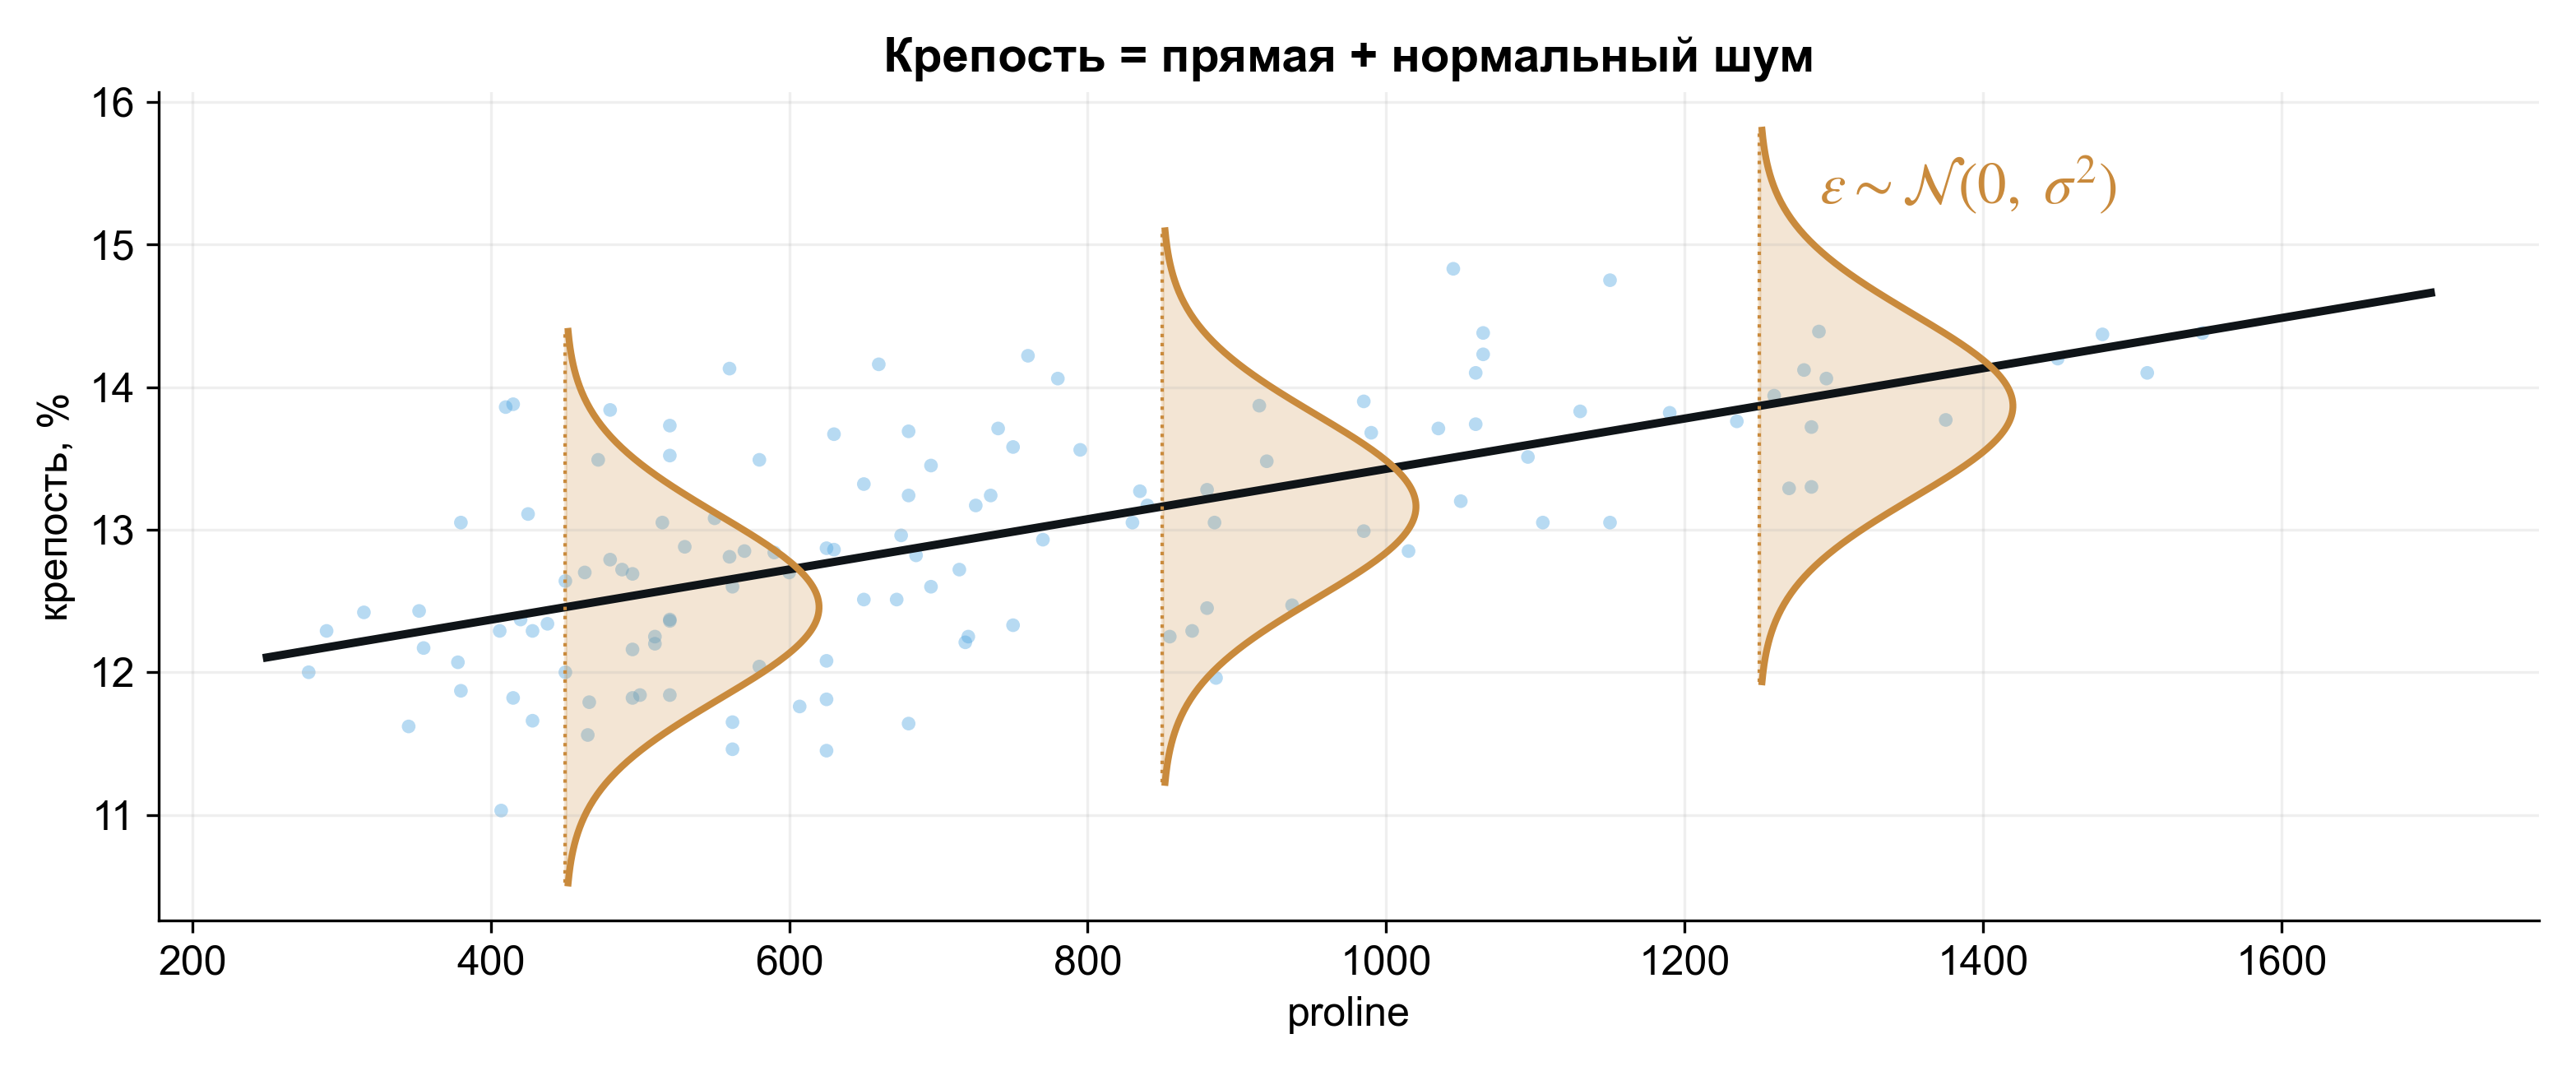 Крепость = прямая + нормальный шум
ε ~ 𝒩(0, σ²)
крепость, %
16
15
14
13
12
11
200 400 600 800 1000 1200 1400 1600
proline